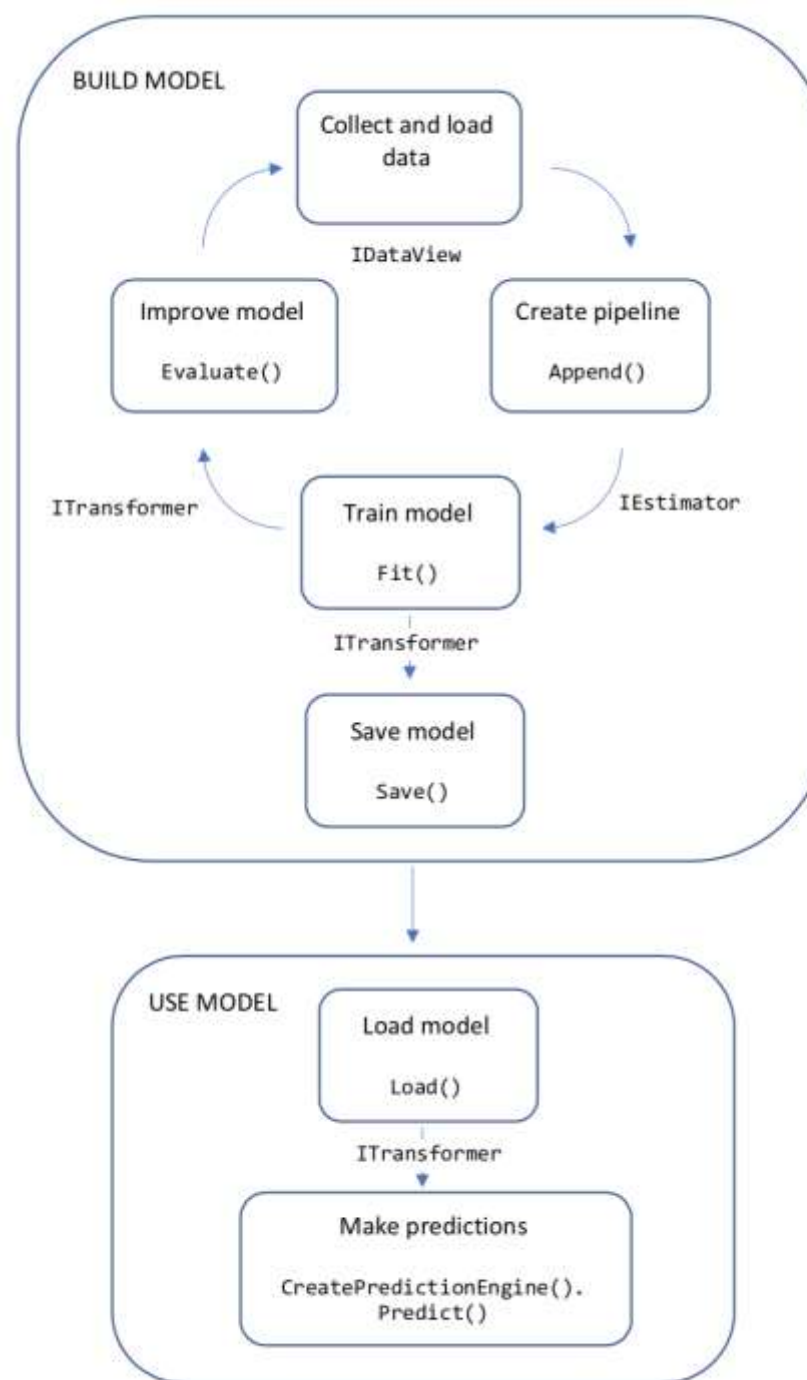 BUILD MODEL
Collect and load
data
IDataView
Improve model
Evaluate()
Create pipeline
Append()
ITransformer
IEstimator
Train model
Fit()
ITransformer
Save model
Save()
USE MODEL
Load model
Load()
ITransformer
Make predictions
CreatePredictionEngine().
Predict()